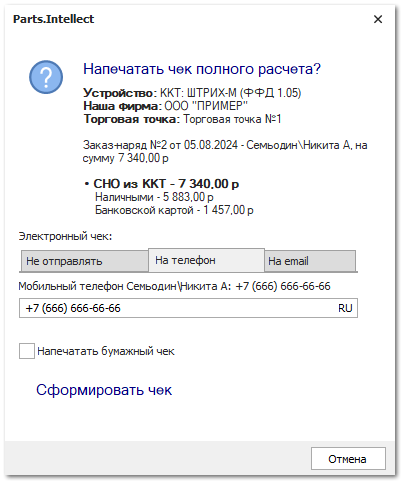 Parts.Intellect
Напечатать чек полного расчета?
Устройство: ККТ: ШТРИХ-М (ФФД 1.05)
Наша фирма: ООО "ПРИМЕР"
Торговая точка: Торговая точка №1
Заказ-наряд №2 от 05.08.2024 - Семьодин\Никита А, на
сумму 7 340,00 р
• СНО из ККТ - 7 340,00 р
Наличными - 5 883,00 р
Банковской картой - 1 457,00 р
Электронный чек:
Не отправлять На телефон На email
Мобильный телефон Семьодин\Никита А: +7 (666) 666-66-66
+7 (666) 666-66-66 RU
Напечатать бумажный чек
Сформировать чек
Отмена